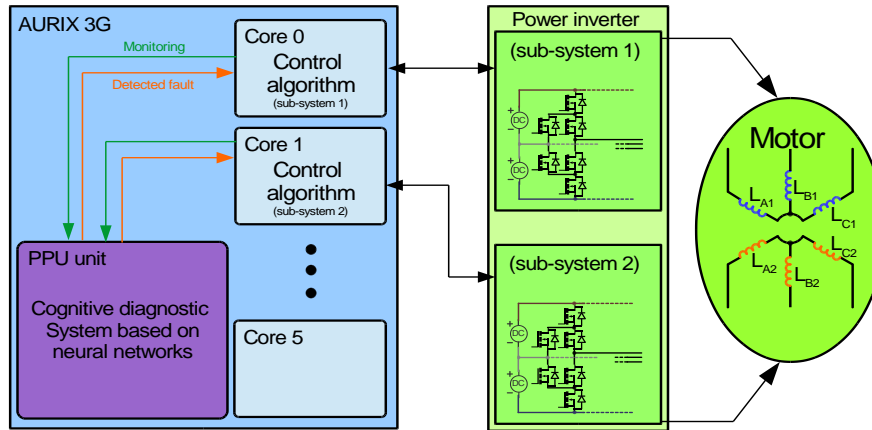 AURIX 3G
Monitoring
Detected fault
Core 0
Control
algorithm
(sub-system 1)
Core 1
Control
algorithm
(sub-system 2)
PPU unit
Cognitive diagnostic
System based on
neural networks
Core 5
Power inverter
(sub-system 1)
+
DC
−
+
DC
−
(sub-system 2)
+
DC
−
+
DC
−
Motor
LA1
LB1
LC1
LA2
LB2
LC2